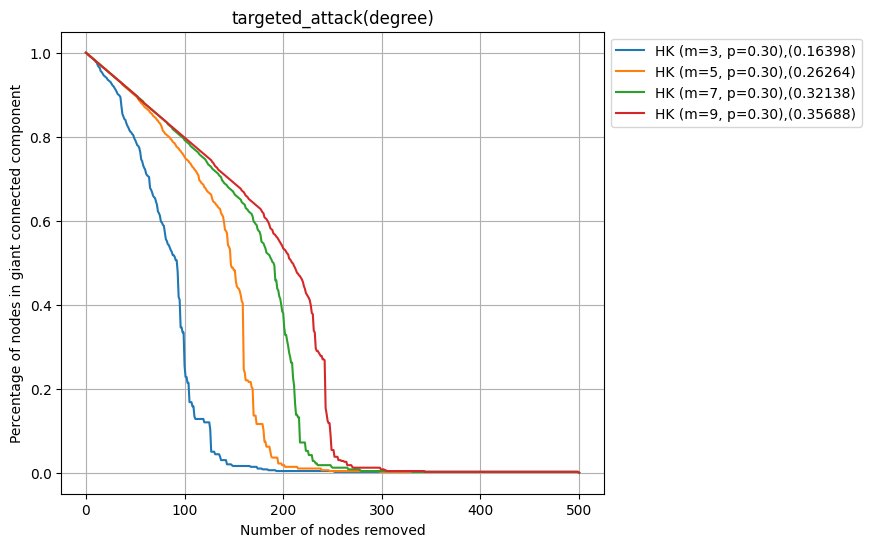 targeted_attack(degree)
HK (m=3, p=0.30),(0.16398)
HK (m=5, p=0.30),(0.26264)
HK (m=7, p=0.30),(0.32138)
HK (m=9, p=0.30),(0.35688)
Percentage of nodes in giant connected component
1.0
0.8
0.6
0.4
0.2
0.0
0 100 200 300 400 500
Number of nodes removed